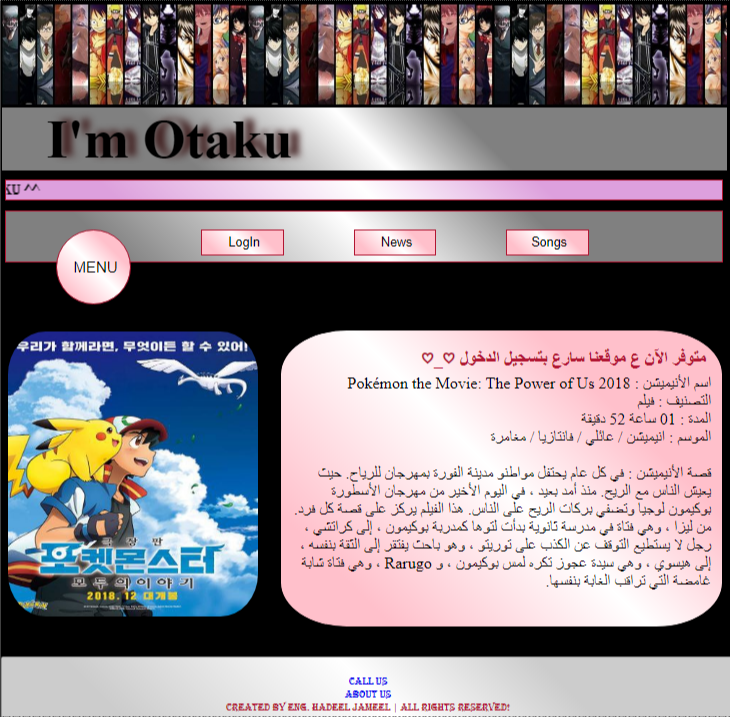 I'm Otaku
KU ^^
LogIn
News
Songs
MENU
우리가 함께라면, 무엇이든 할 수 있어!
극장판
포켓몬스터
모두의 이야기
2018. 12 대개봉
متوفر الآن ع موقعنا سارع بتسجيل الدخول ♡_♡
اسم الأنيميشن : Pokémon the Movie: The Power of Us 2018
التصنيف : فيلم
المدة : 01 ساعة 52 دقيقة
الموسم : انيميشن / عائلي / فانتازيا / مغامرة
قصة الأنيميشن : في كل عام يحتفل مواطنو مدينة الفورة بمهرجان للرياح. حيث
يعيش الناس مع الريح. منذ أمد بعيد ، في اليوم الأخير من مهرجان الأسطورة
بوكيمون لوجيا وتضفي بركات الريح على الناس. هذا الفيلم يركز على قصة كل فرد.
من ليزا ، وهي فتاة في مدرسة ثانوية بدأت لتوها كمدربة بوكيمون ، إلى كراتشي ،
رجل لا يستطيع التوقف عن الكذب على توريتو ، وهو باحث يفتقر إلى الثقة بنفسه ،
إلى هيسوي ، وهي سيدة عجوز تكره لمس بوكيمون ، و Rarugo ، وهي فتاة شابة
غامضة التي تراقب الغابة بنفسها.
CALL US
ABOUT US
CREATED BY ENG. HADEEL JAMEEL | ALL RIGHTS RESERVED!